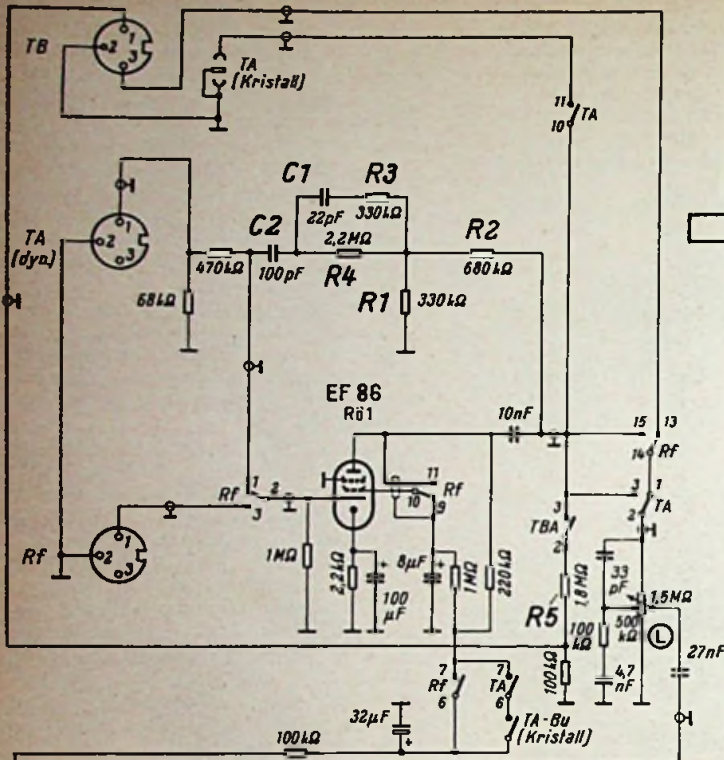 TB
1
2
3
TA
(Kristall)
11
TA
10
TA
(dyn.)
1
2
3
C1
R3
22pF
330kΩ
C2
2,2MΩ
R2
470kΩ
100pF
R4
680kΩ
68kΩ
R1
330kΩ
EF 86
Rö1
10nF
15
13
Rf
14
1
Rf
2
3
11
Rf
10
9
3
TBA
2
3
1
TA
2
Rf
1
2
3
1MΩ
2,2kΩ
100
µF
8µF
+
+
1MΩ
220kΩ
R5
1,8MΩ
pF
1,5MΩ
100
kΩ
500
kΩ
L
27nF
4,7
nF
100kΩ
7
Rf
6
7
TA
6
TA-Bu
(Kristall)
32µF
+
100kΩ